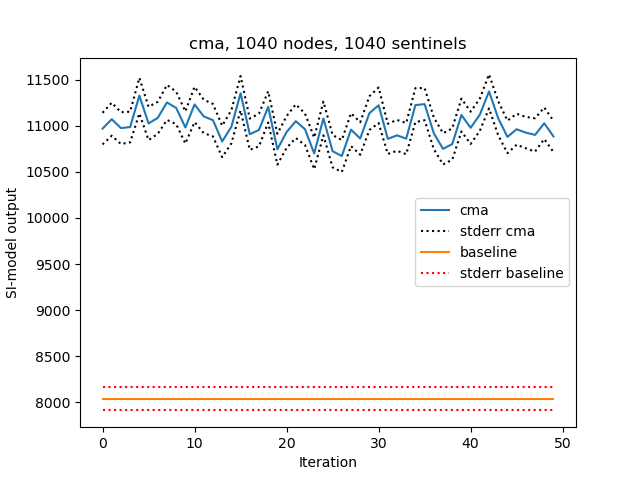 cma, 1040 nodes, 1040 sentinels
SI-model output
11500
11000
10500
10000
9500
9000
8500
8000
cma
stderr cma
baseline
stderr baseline
0 10 20 30 40 50
Iteration